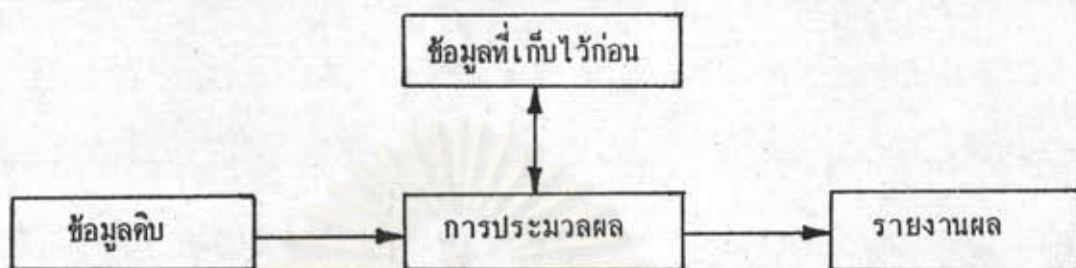 ข้อมูลที่เก็บไว้ก่อน
ข้อมูลดิบ
การประมวลผล
รายงานผล